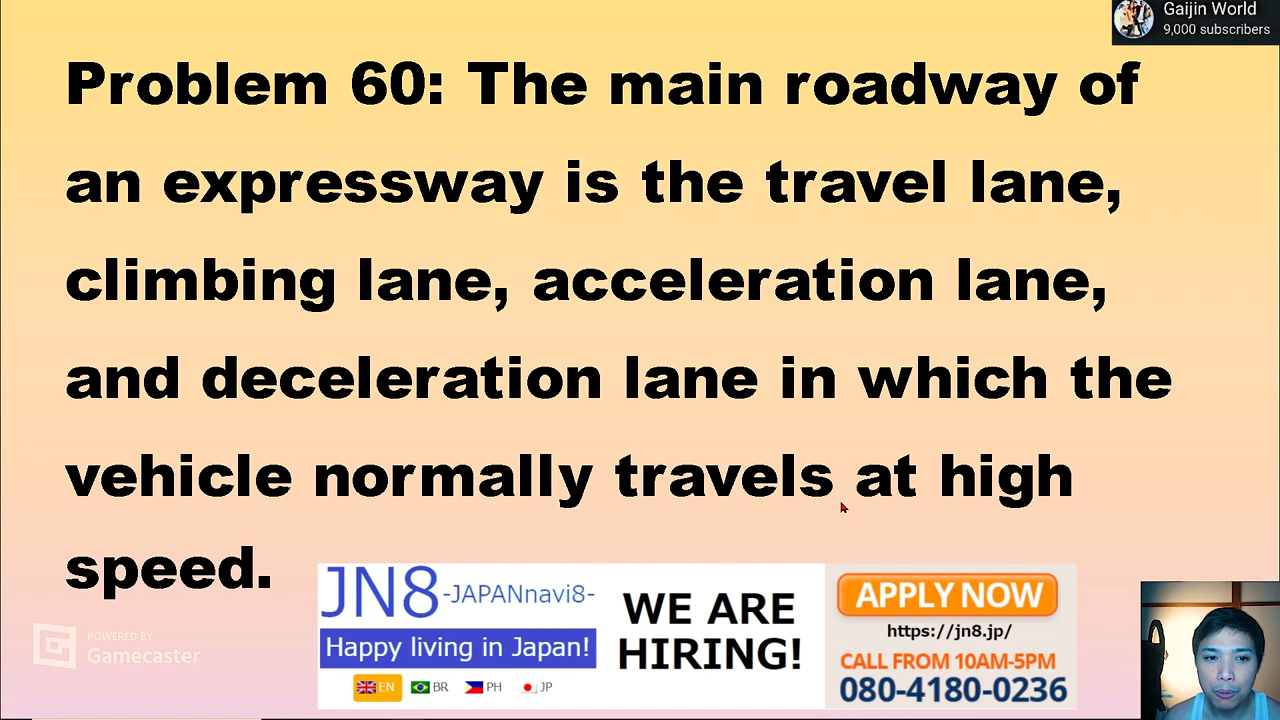 Gaijin World
9,000 subscribers
Problem 60: The main roadway of
an expressway is the travel lane,
climbing lane, acceleration lane,
and deceleration lane in which the
vehicle normally travels at high
speed.
JN8 -JAPANnavi8-
Happy living in Japan!
EN BR PH JP
WE ARE
HIRING!
APPLY NOW
https://jn8.jp/
CALL FROM 10AM-5PM
080-4180-0236
POWERED BY
Gamecaster